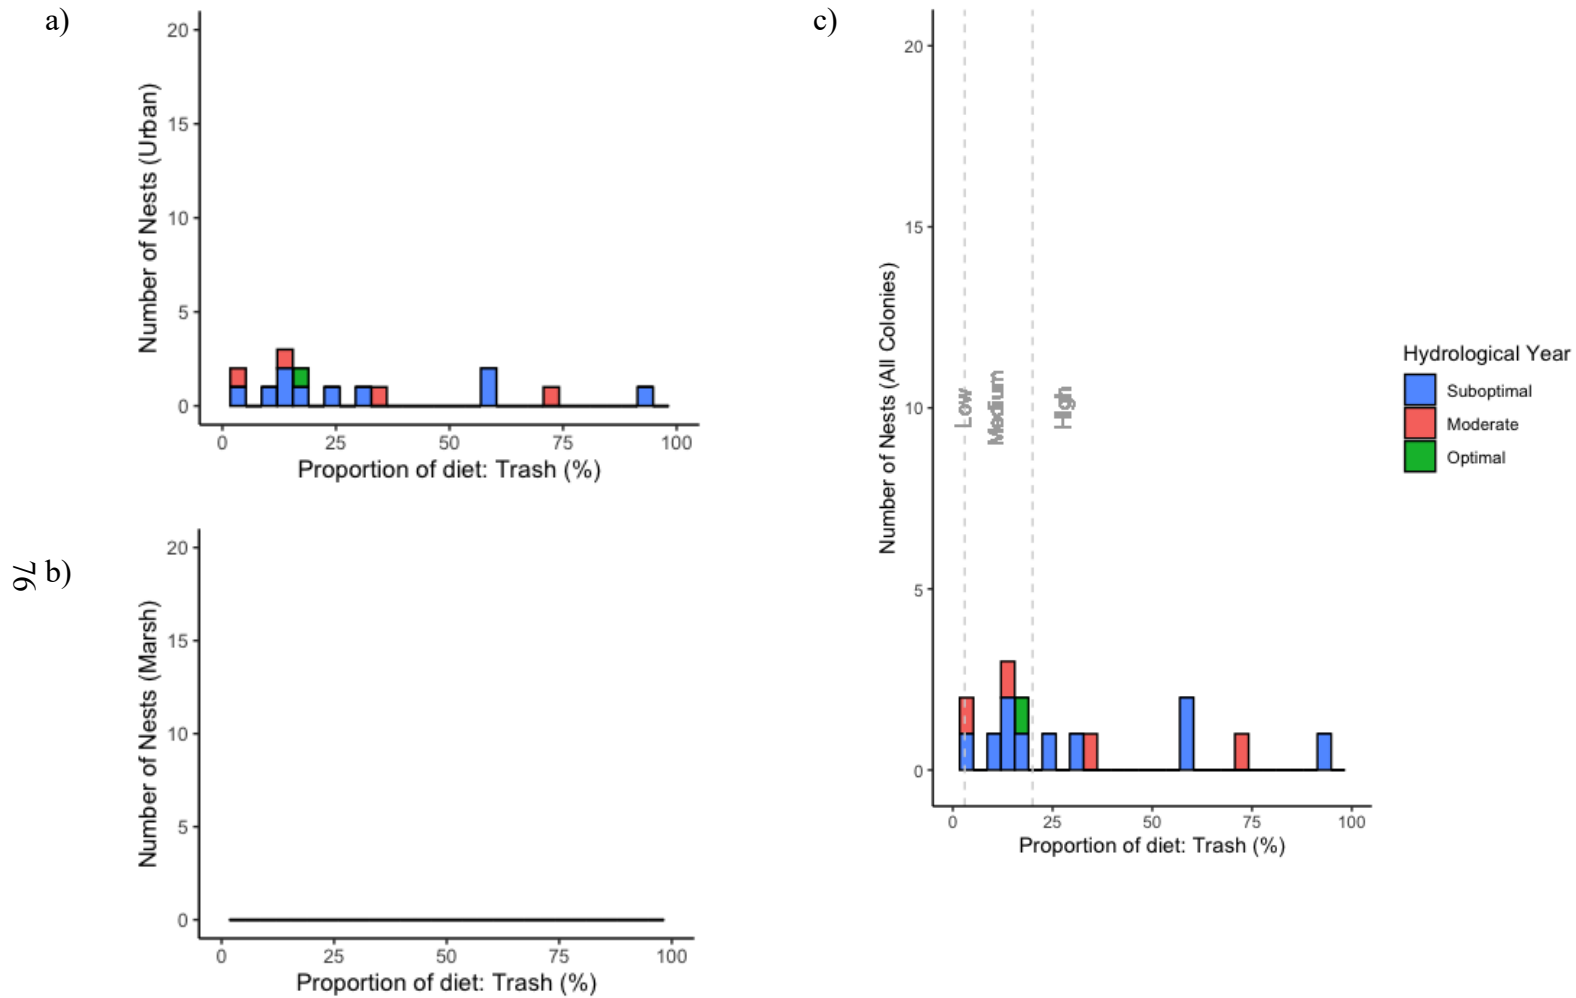 a)
20
15
10
5
0
Number of Nests (Urban)
0 25 50 75 100
Proportion of diet: Trash (%)
76
b)
20
15
10
5
0
Number of Nests (Marsh)
0 25 50 75 100
Proportion of diet: Trash (%)
c)
20
15
10
5
0
Number of Nests (All Colonies)
Low
Medium
High
0 25 50 75 100
Proportion of diet: Trash (%)
Hydrological Year
Suboptimal
Moderate
Optimal